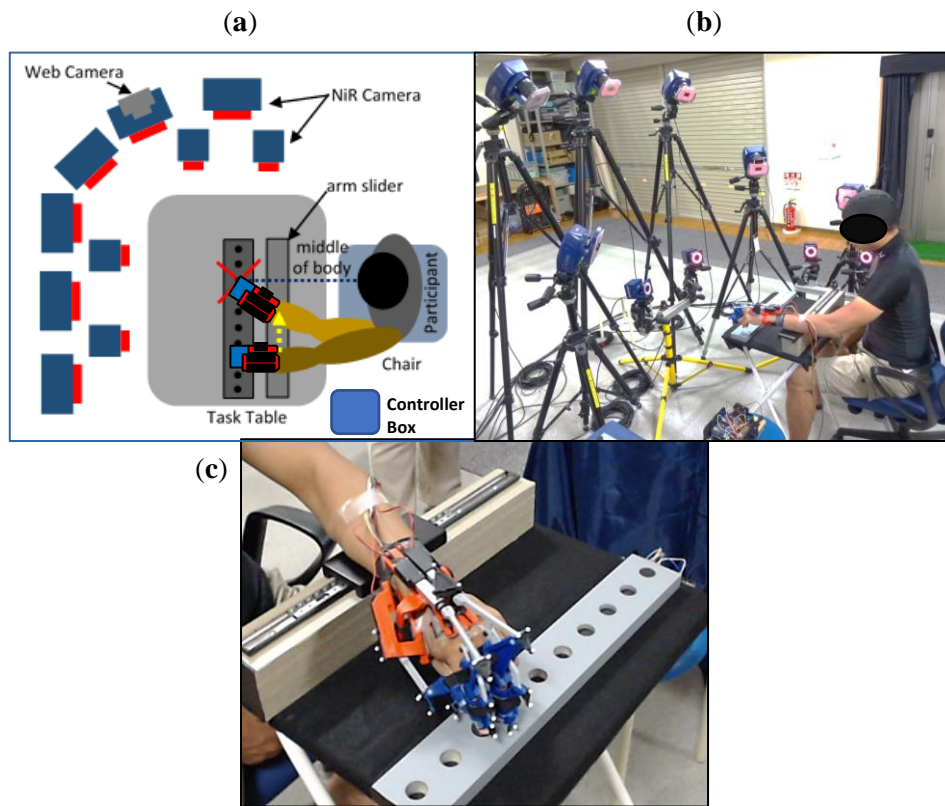 (a)
(b)
Web Camera
NiR Camera
arm slider
middle
of body
Participant
Chair
Task Table
Controller
Box
(c)